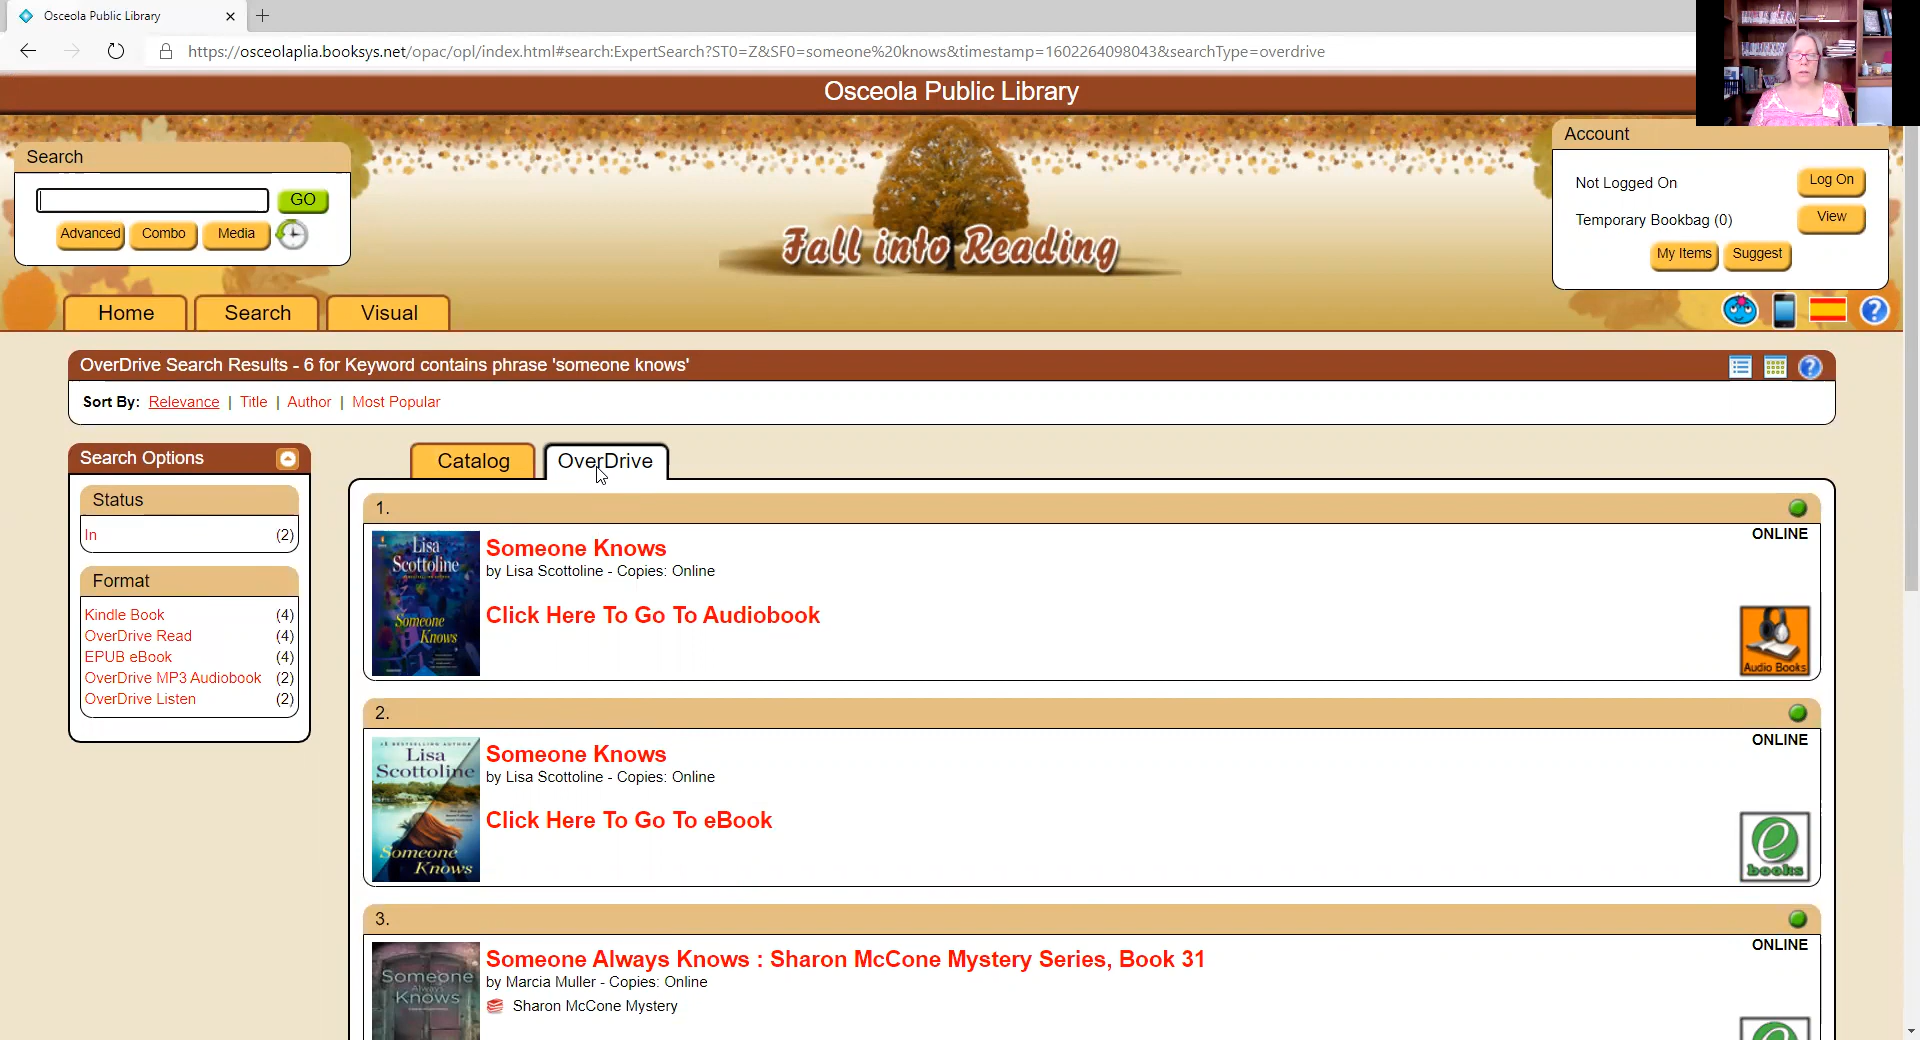 Osceola Public Library
https://osceolaplia.booksys.net/opac/opl/index.html#search:ExpertSearch?ST0=Z&SF0=someone%20knows&timestamp=1602264098043&searchType=overdrive
Osceola Public Library
Search
GO
Advanced Combo Media
Fall into Reading
Account
Not Logged On Log On
Temporary Bookbag (0) View
My Items Suggest
Home Search Visual
OverDrive Search Results - 6 for Keyword contains phrase 'someone knows'
Sort By: Relevance | Title | Author | Most Popular
Search Options
Status
In (2)
Format
Kindle Book (4)
OverDrive Read (4)
EPUB eBook (4)
OverDrive MP3 Audiobook (2)
OverDrive Listen (2)
Catalog OverDrive
1.
Lisa
Scottoline
Someone
Knows
Someone Knows
by Lisa Scottoline - Copies: Online
Click Here To Go To Audiobook
ONLINE
Audio Books
2.
#1 BESTSELLING AUTHOR
Lisa
Scottoline
Someone
Knows
Someone Knows
by Lisa Scottoline - Copies: Online
Click Here To Go To eBook
ONLINE
e
books
3.
Someone
Always
Knows
Someone Always Knows : Sharon McCone Mystery Series, Book 31
by Marcia Muller - Copies: Online
Sharon McCone Mystery
ONLINE